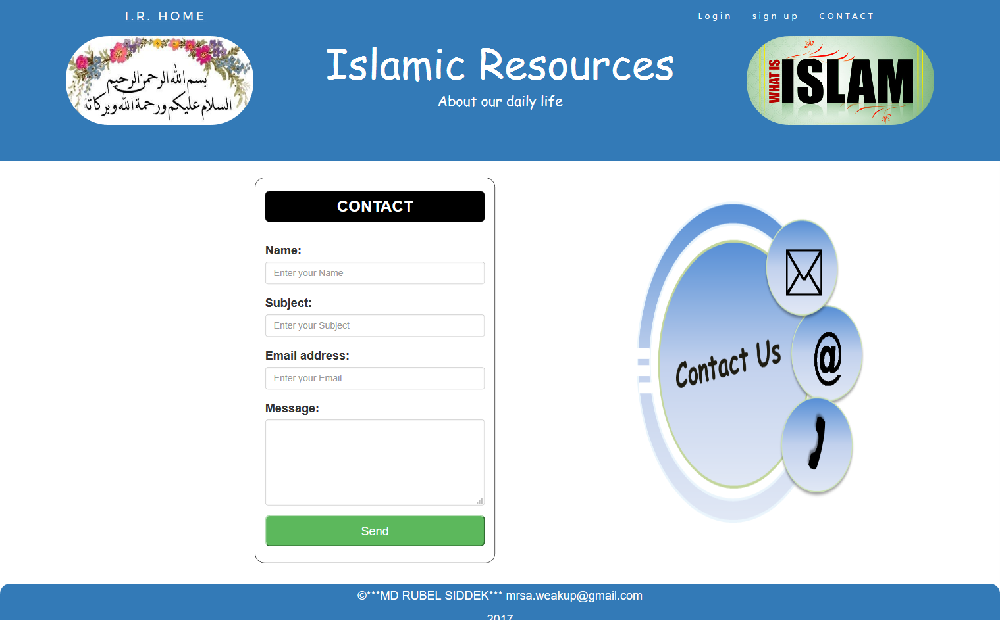 I.R. HOME
Login
sign up
CONTACT
بسم الله الرحمن الرحيم
السلام عليكم ورحمة الله وبركاته
Islamic Resources
About our daily life
WHAT IS
ISLAM
CONTACT
Name:
Enter your Name
Subject:
Enter your Subject
Email address:
Enter your Email
Message:
Send
Contact Us
@
©***MD RUBEL SIDDEK*** mrsa.weakup@gmail.com
2017